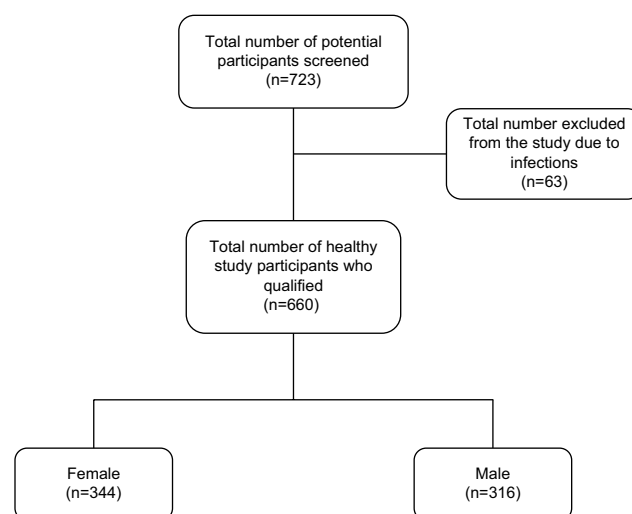 Total number of potential
participants screened
(n=723)
Total number excluded
from the study due to
infections
(n=63)
Total number of healthy
study participants who
qualified
(n=660)
Female
(n=344)
Male
(n=316)